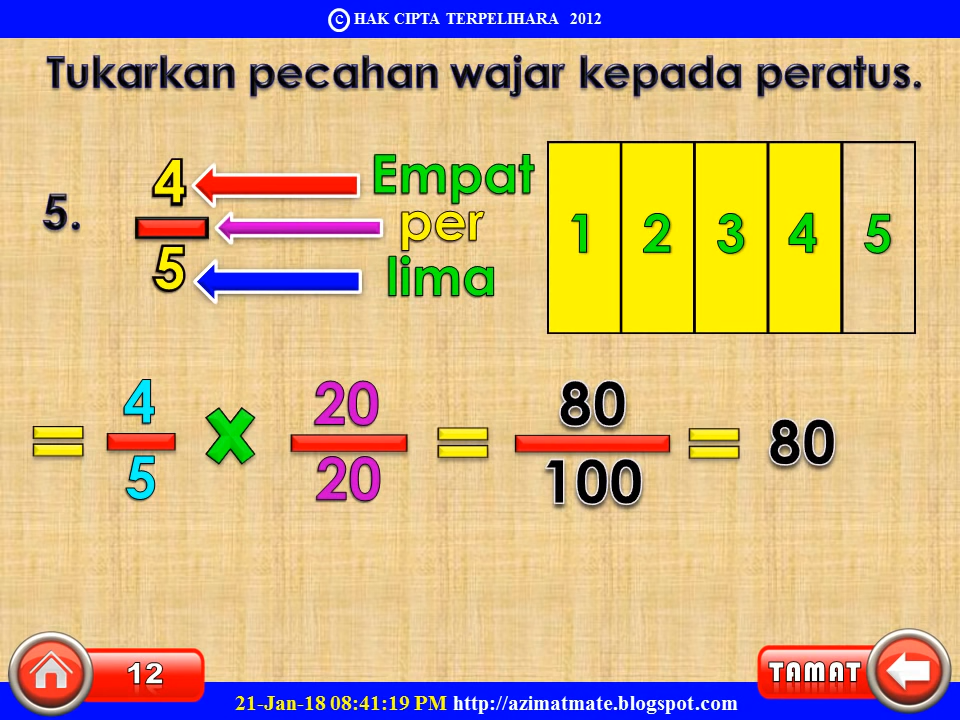 C HAK CIPTA TERPELIHARA 2012
Tukarkan pecahan wajar kepada peratus.
5.
4
5
Empat
per
lima
1 2 3 4 5
= 4/5 × 20/20 = 80/100 = 80
12
TAMAT
21-Jan-18 08:41:19 PM http://azimatmate.blogspot.com